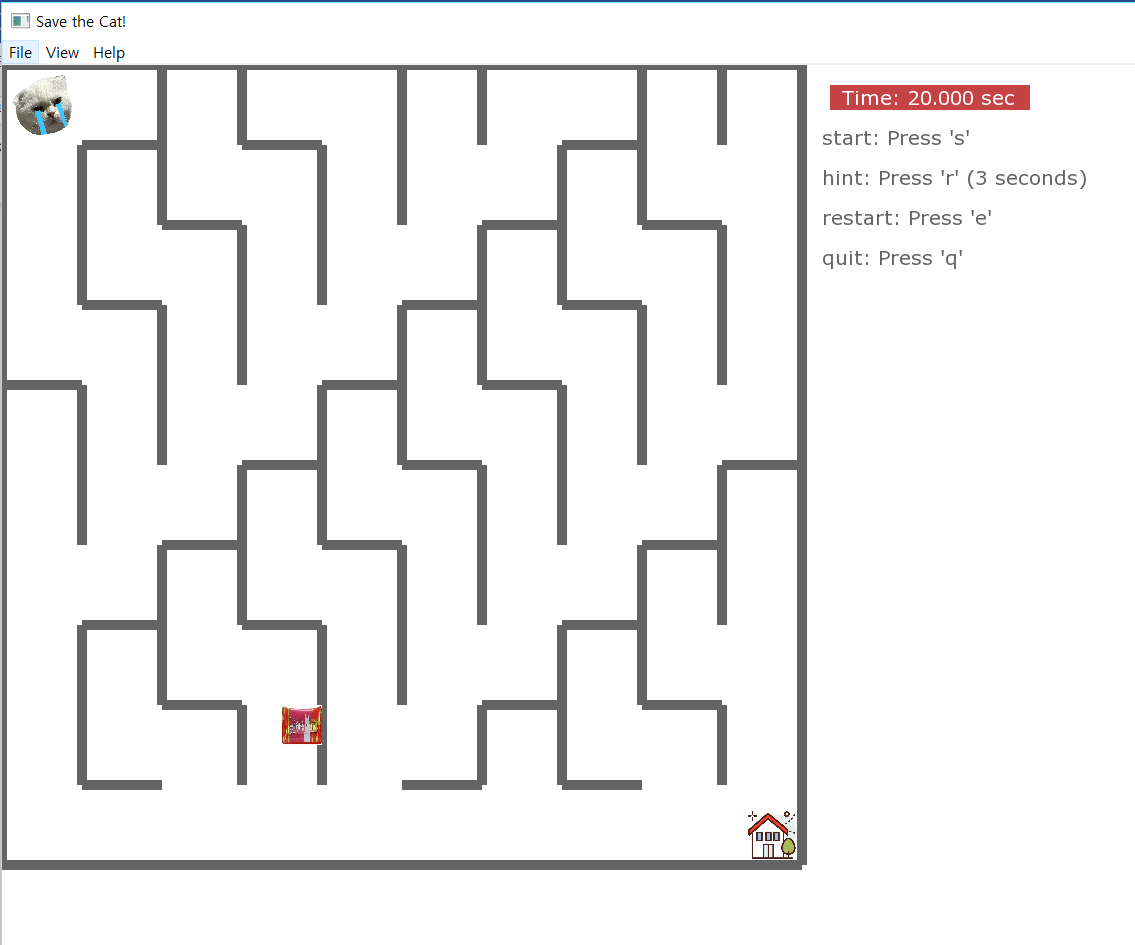 Save the Cat!
File View Help
Time: 20.000 sec
start: Press 's'
hint: Press 'r' (3 seconds)
restart: Press 'e'
quit: Press 'q'